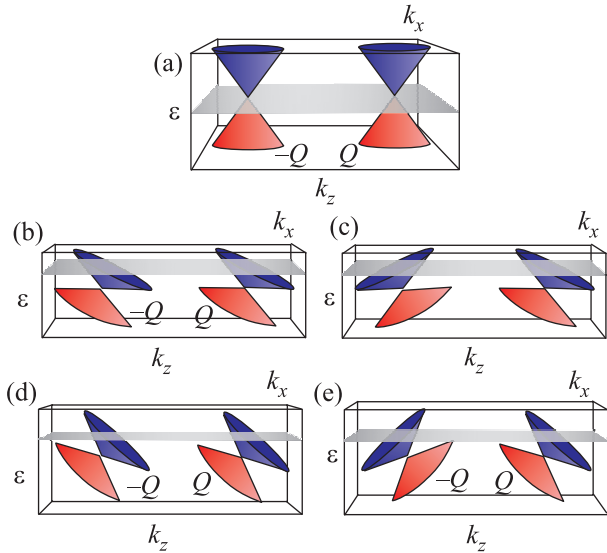 k_x
(a)
ε
–Q Q
k_z
(b) k_x (c) k_x
ε –Q Q
k_z k_z
(d) k_x (e) k_x
ε –Q Q ε –Q Q
k_z k_z